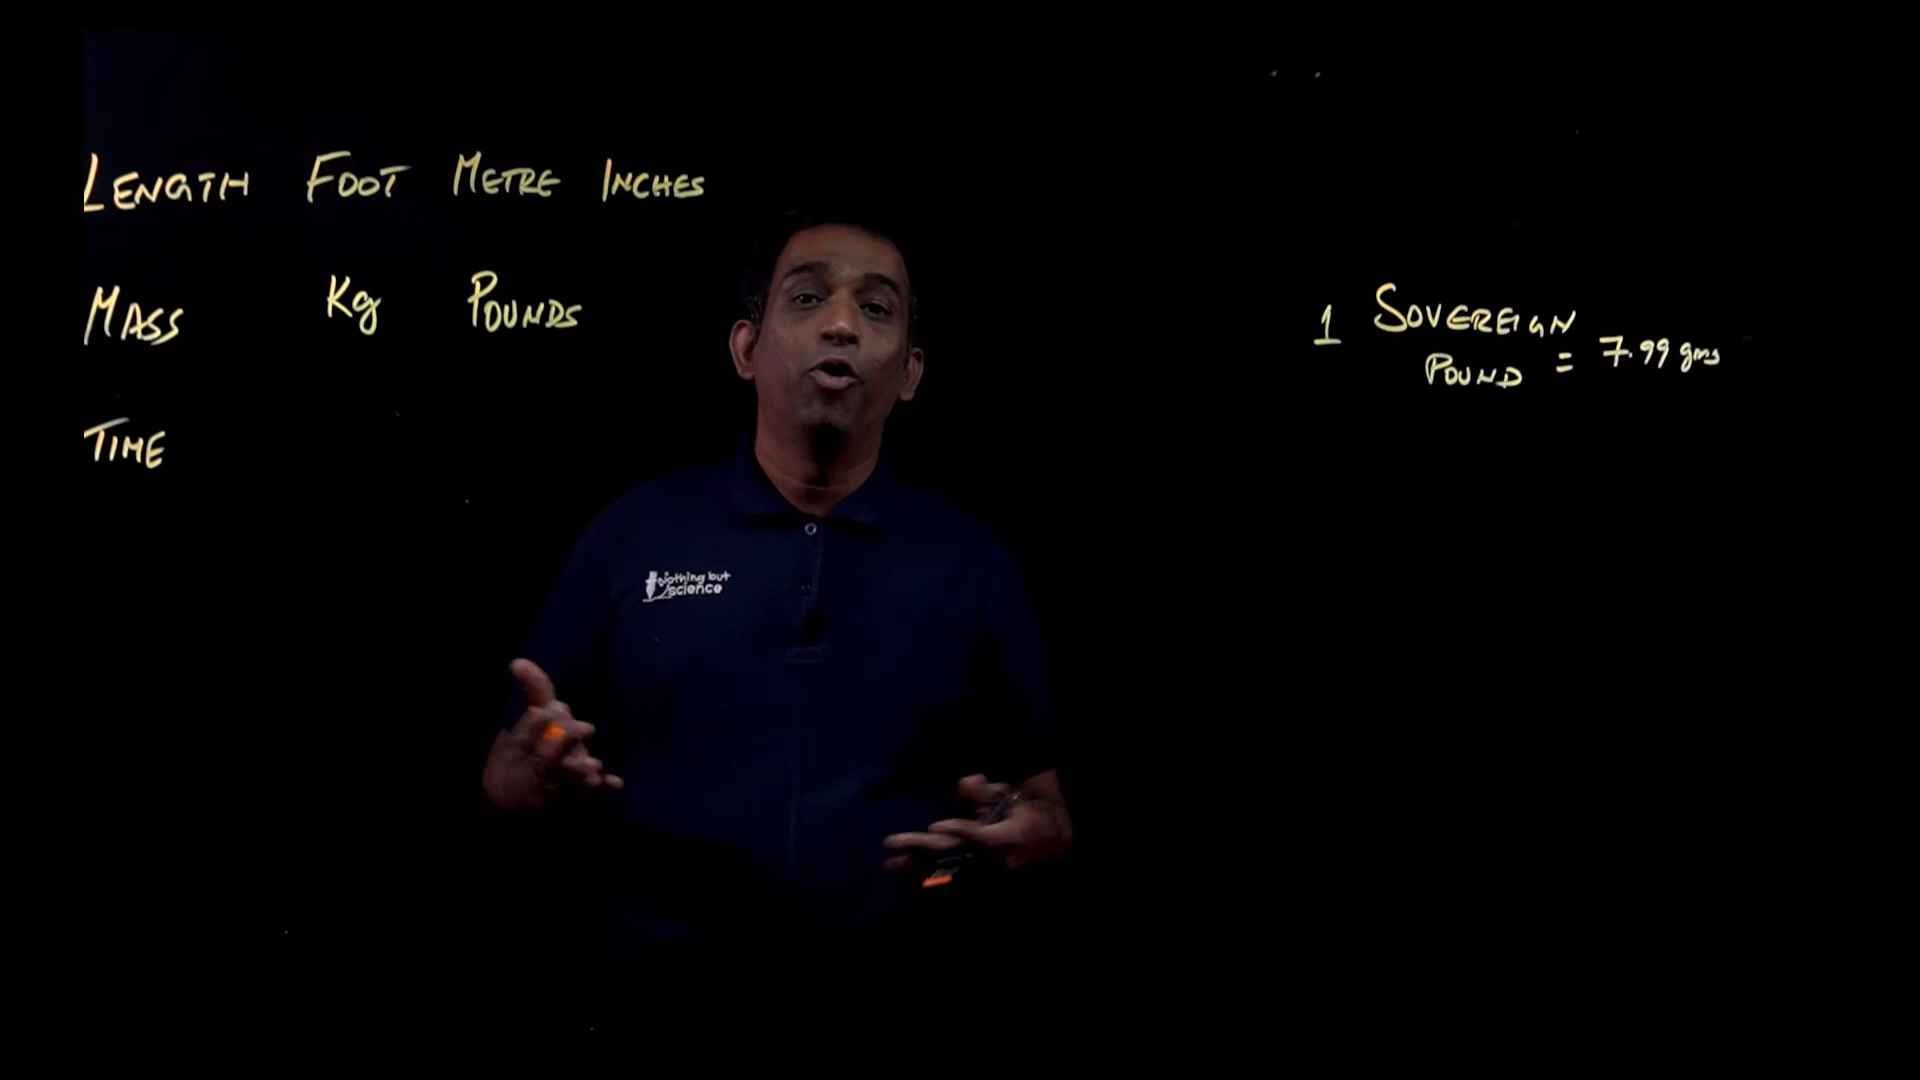 LENGTH FOOT METRE INCHES
MASS Kg POUNDS
TIME
1 SOVEREIGN
POUND = 7.99 gms
Nothing but
science